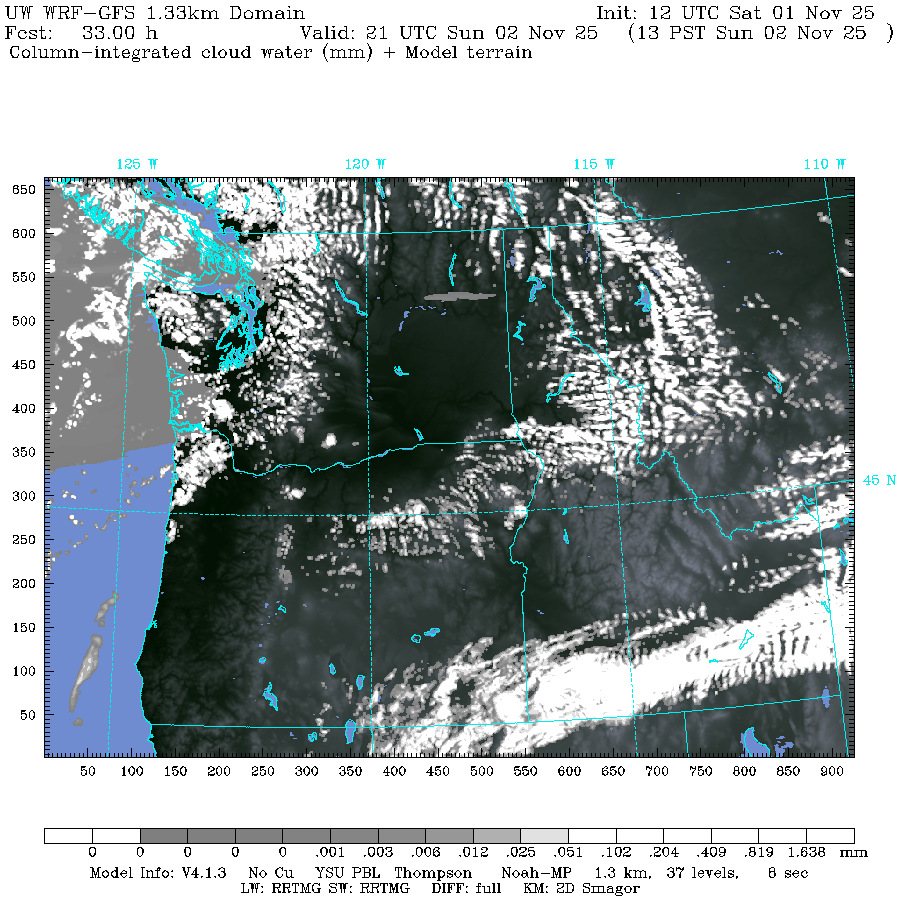 UW WRF-GFS 1.33km Domain Init: 12 UTC Sat 01 Nov 25
Fcst: 33.00 h Valid: 21 UTC Sun 02 Nov 25 (13 PST Sun 02 Nov 25 )
Column-integrated cloud water (mm) + Model terrain
125 W 120 W 115 W 110 W
650
600
550
500
450
400
350
45 N
300
250
200
150
100
50
50 100 150 200 250 300 350 400 450 500 550 600 650 700 750 800 850 900
0 0 0 0 0 .001 .003 .006 .012 .025 .051 .102 .204 .409 .819 1.638 mm
Model Info: V4.1.3 No Cu YSU PBL Thompson Noah-MP 1.3 km, 37 levels, 8 sec
LW: RRTMG SW: RRTMG DIFF: full KM: 2D Smagor